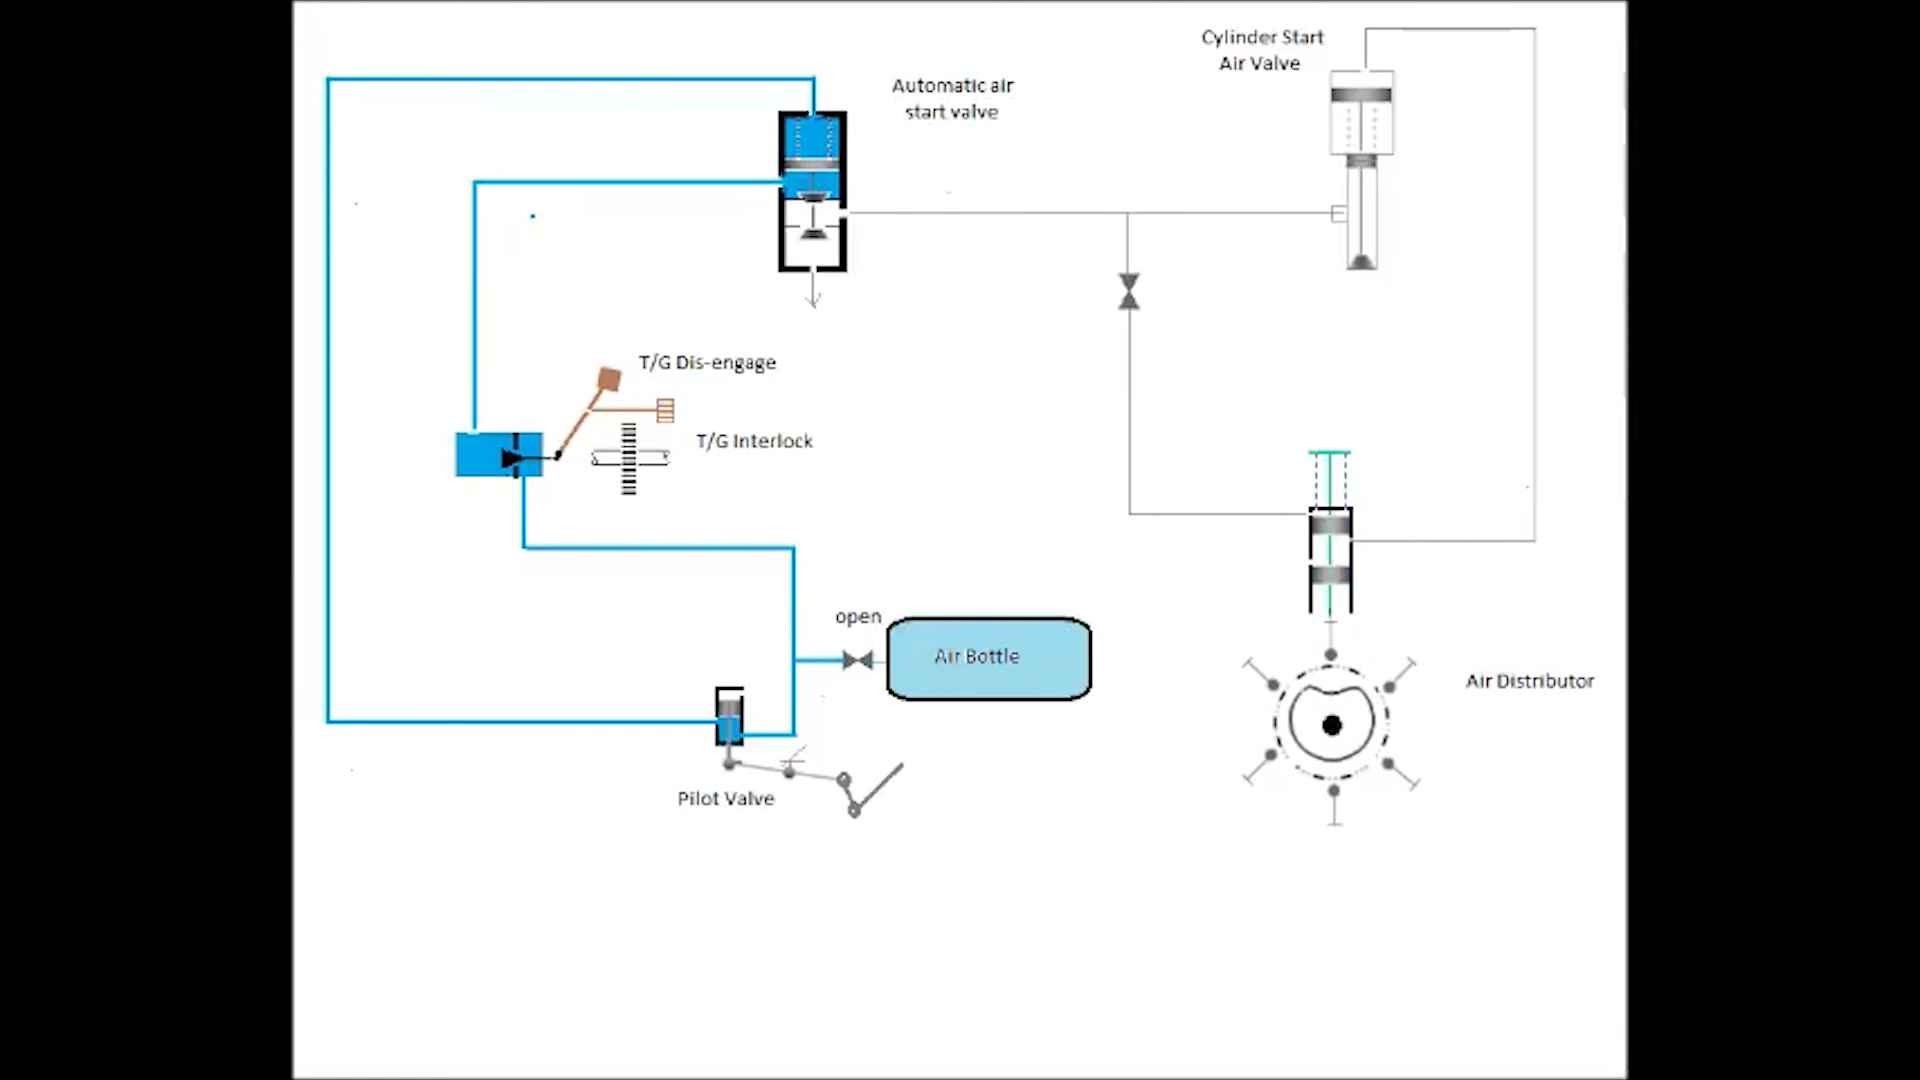 Cylinder Start
Air Valve
Automatic air
start valve
T/G Dis-engage
T/G Interlock
open
Air Bottle
Air Distributor
Pilot Valve